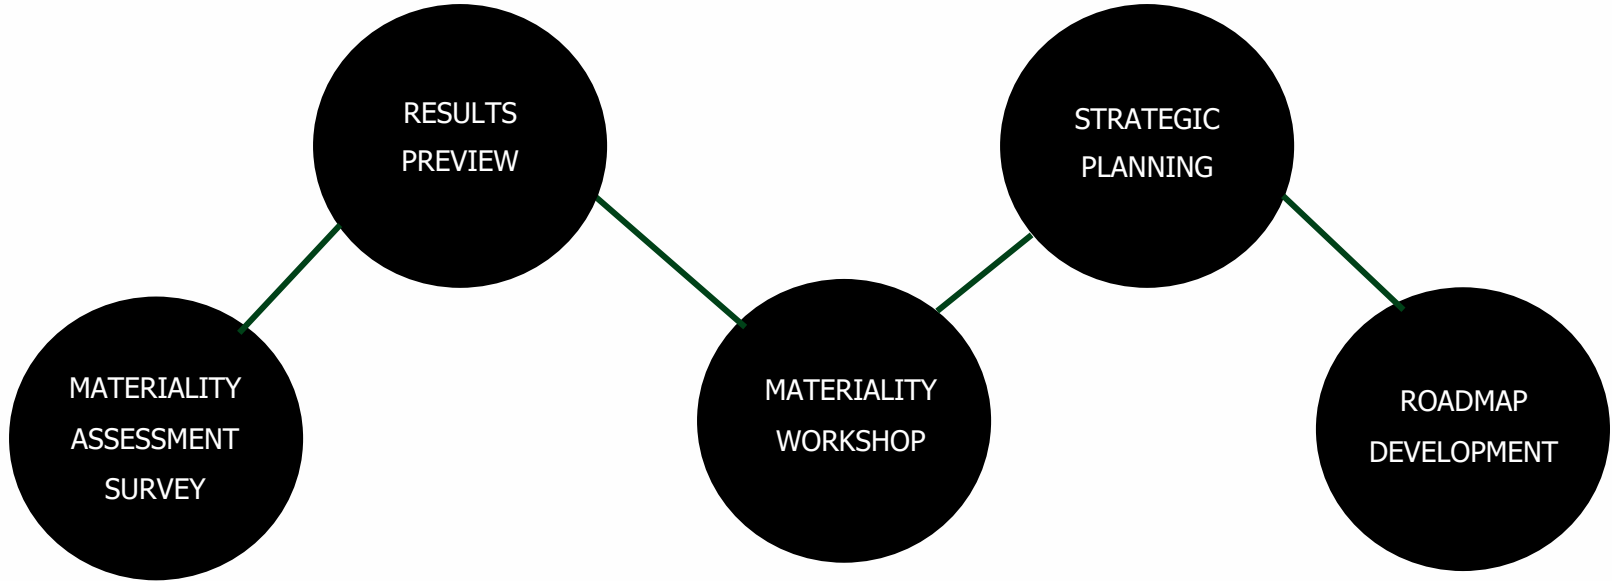 MATERIALITY
ASSESSMENT
SURVEY
RESULTS
PREVIEW
MATERIALITY
WORKSHOP
STRATEGIC
PLANNING
ROADMAP
DEVELOPMENT